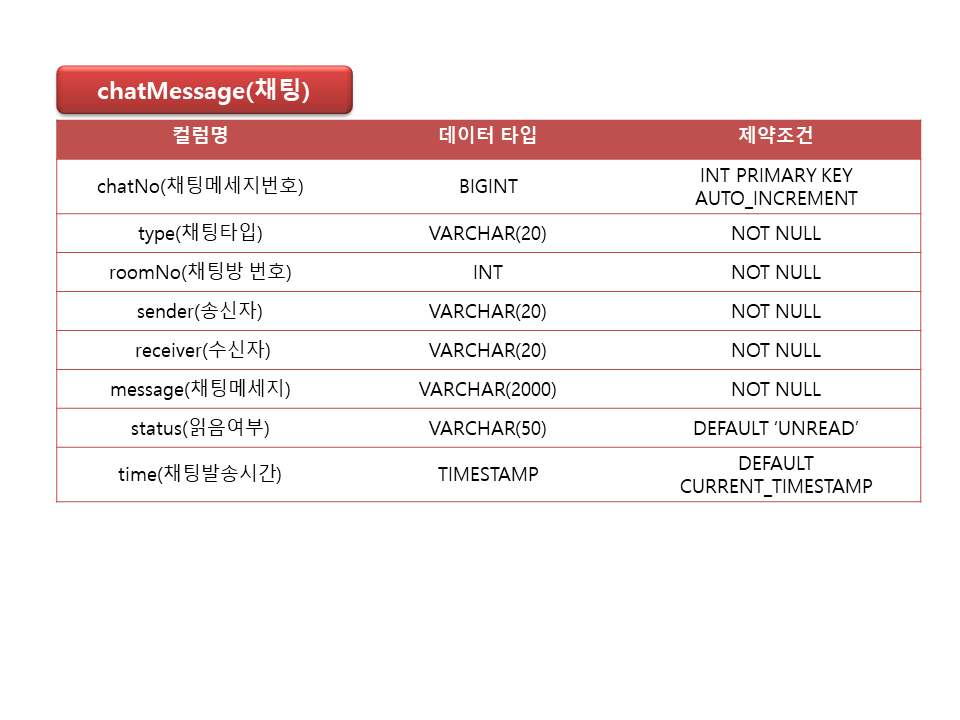 chatMessage(채팅)
컬럼명 데이터 타입 제약조건
chatNo(채팅메세지번호) BIGINT INT PRIMARY KEY
AUTO_INCREMENT
type(채팅타입) VARCHAR(20) NOT NULL
roomNo(채팅방 번호) INT NOT NULL
sender(송신자) VARCHAR(20) NOT NULL
receiver(수신자) VARCHAR(20) NOT NULL
message(채팅메세지) VARCHAR(2000) NOT NULL
status(읽음여부) VARCHAR(50) DEFAULT ‘UNREAD’
time(채팅발송시간) TIMESTAMP DEFAULT
CURRENT_TIMESTAMP